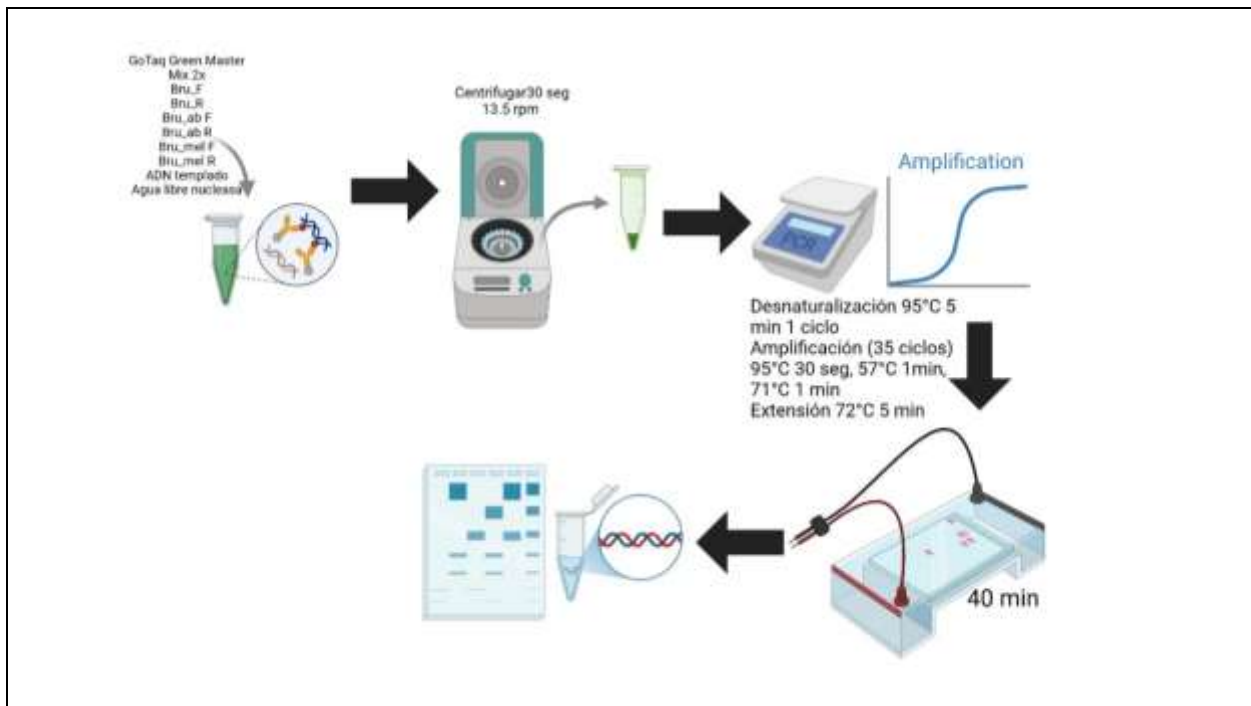 GoTaq Green Master
Mix 2x
Bru_F
Bru_R
Bru_ab F
Bru_ab R
Bru_mel F
Bru_mel R
ADN templado
Agua libre nucleasa
Centrifugar30 seg
13.5 rpm
Amplification
PCR
Desnaturalización 95°C 5
min 1 ciclo
Amplificación (35 ciclos)
95°C 30 seg, 57°C 1min,
71°C 1 min
Extensión 72°C 5 min
40 min